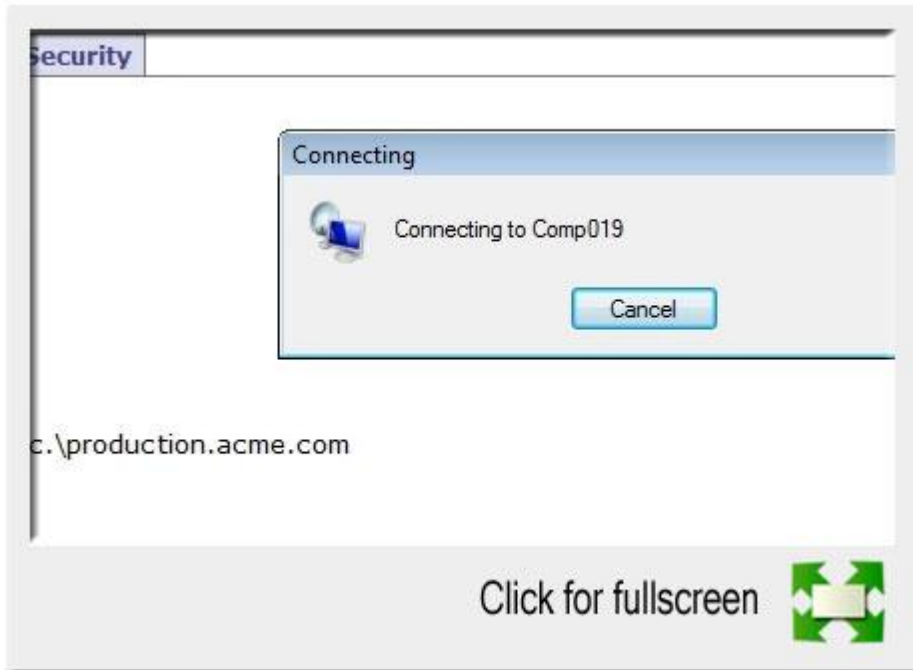 Security
Connecting
Connecting to Comp019
Cancel
c.\production.acme.com
Click for fullscreen